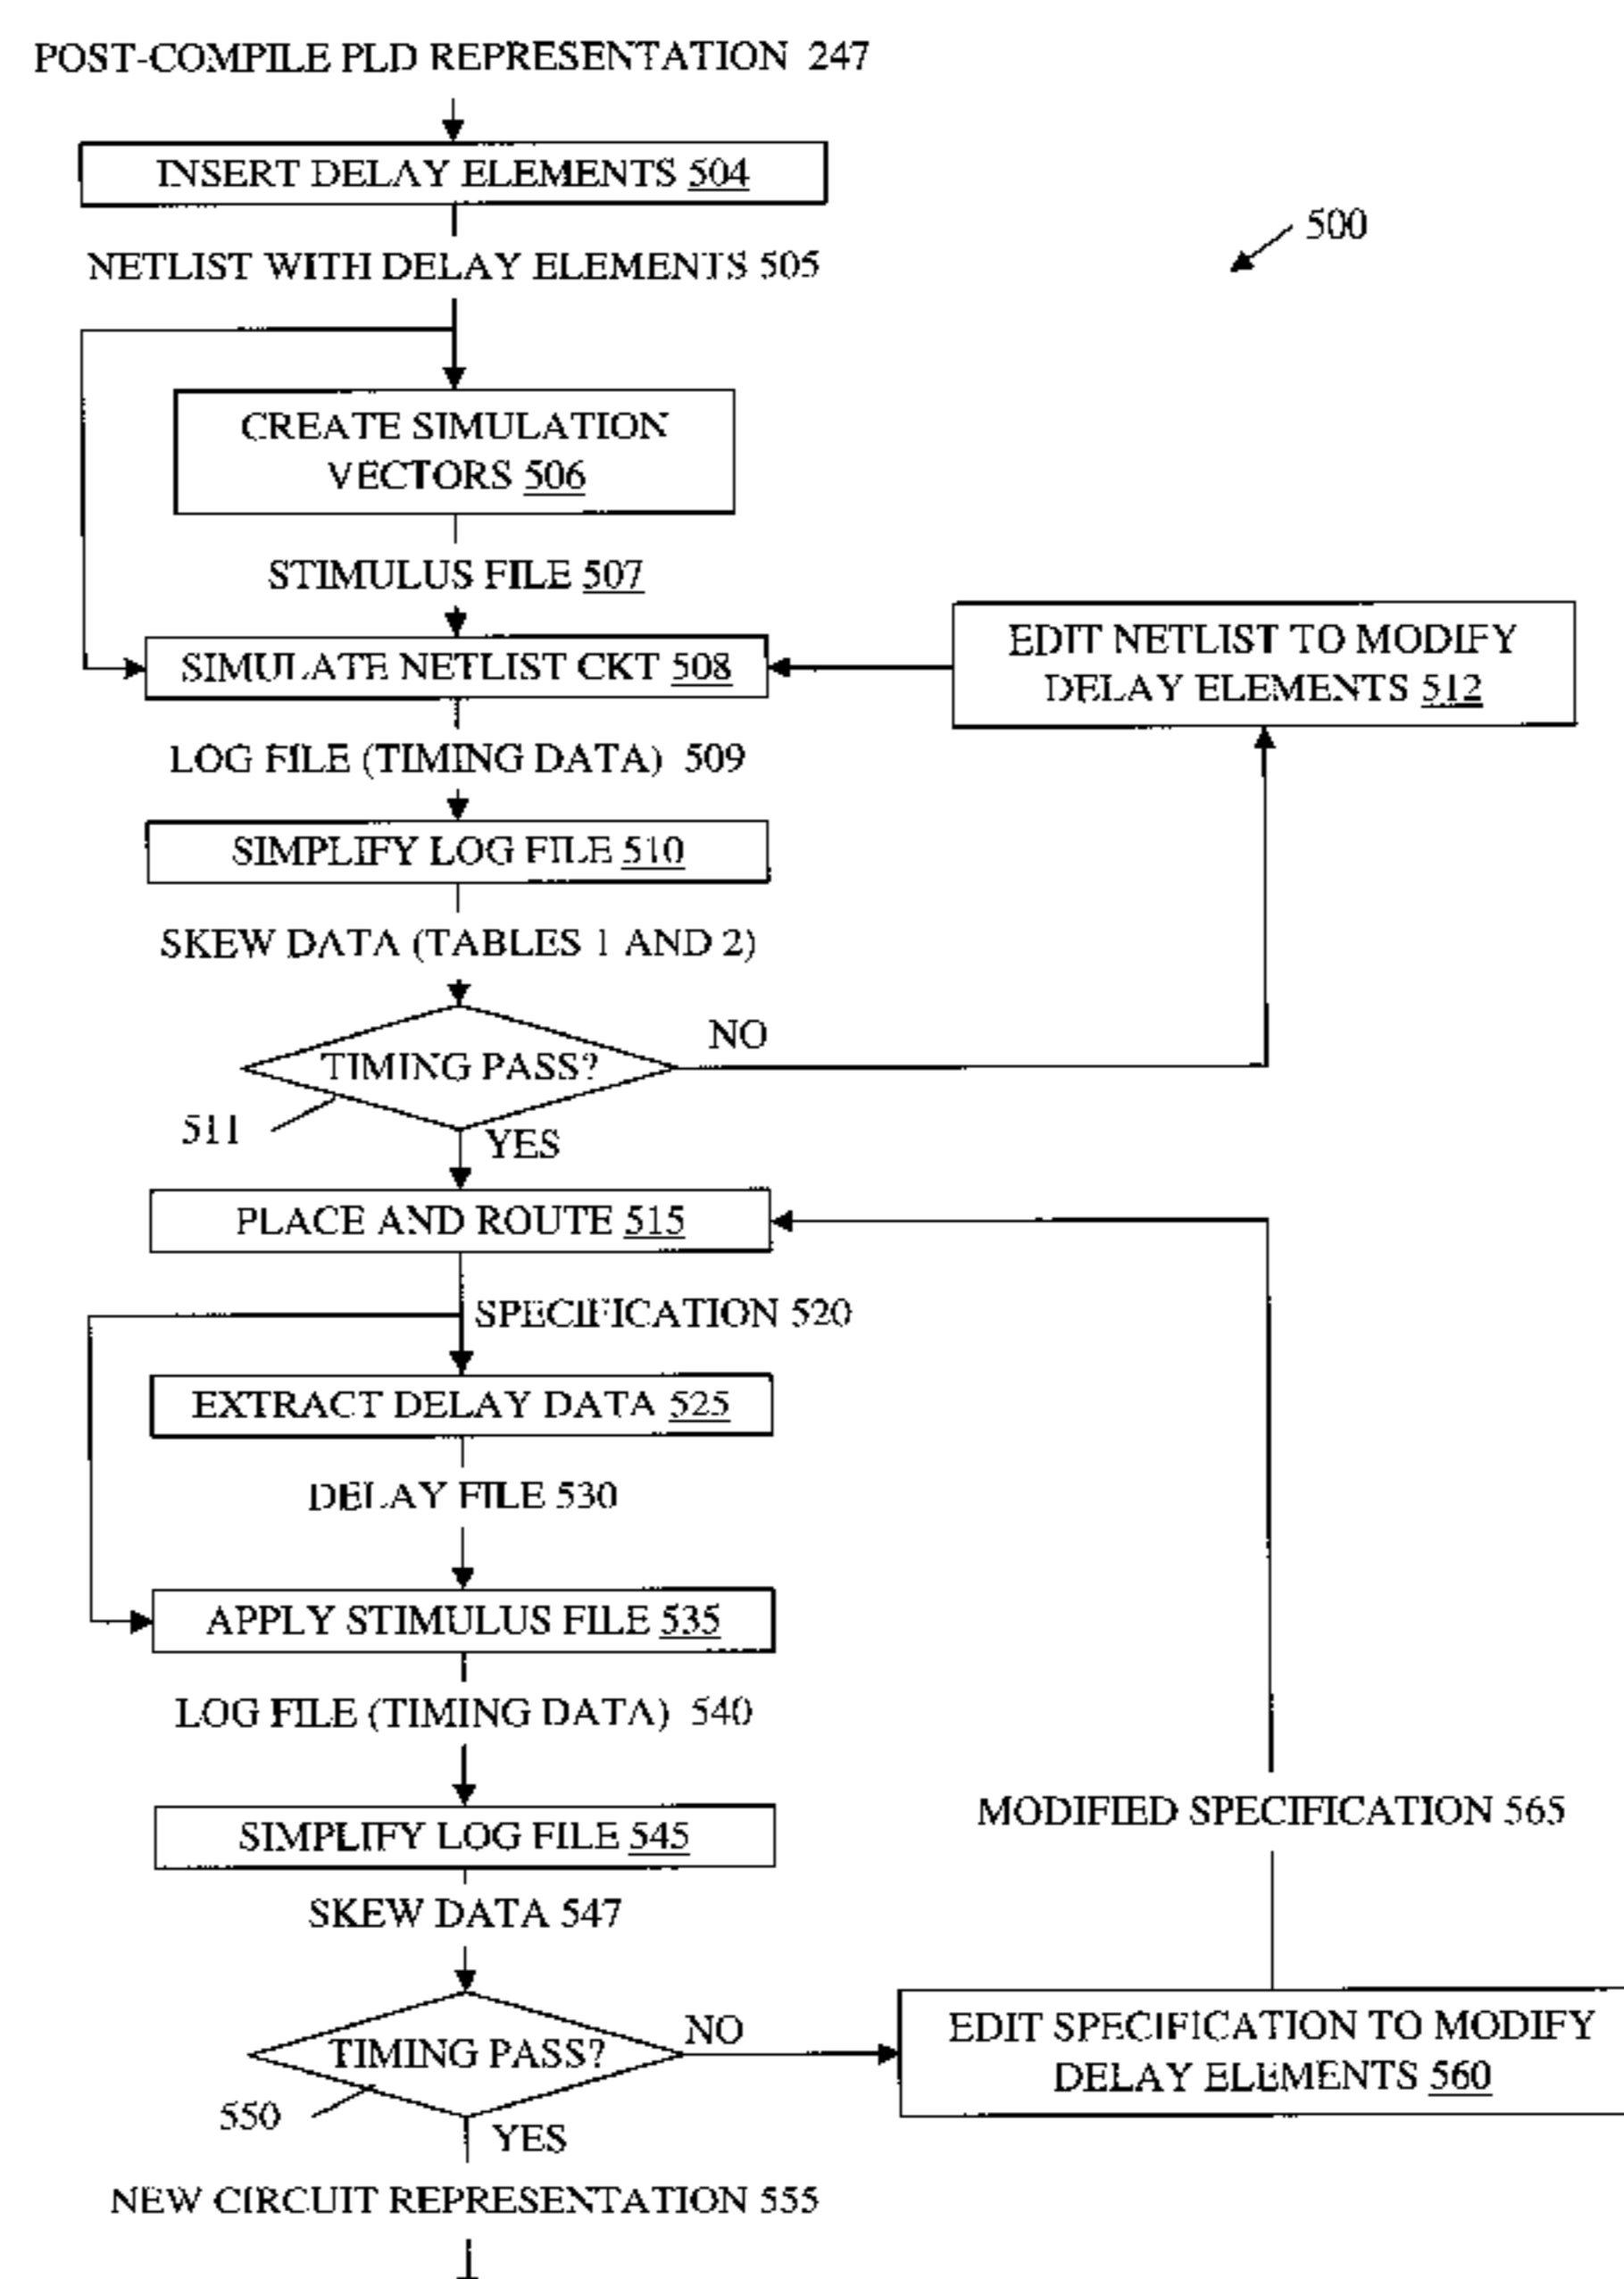 POST-COMPILE PLD REPRESENTATION 247
INSERT DELAY ELEMENTS 504
500
NETLIST WITH DELAY ELEMENTS 505
CREATE SIMULATION
VECTORS 506
STIMULUS FILE 507
EDIT NETLIST TO MODIFY
DELAY ELEMENTS 512
SIMULATE NETLIST CKT 508
LOG FILE (TIMING DATA) 509
SIMPLIFY LOG FILE 510
SKEW DATA (TABLES 1 AND 2)
NO
TIMING PASS?
511
YES
PLACE AND ROUTE 515
SPECIFICATION 520
EXTRACT DELAY DATA 525
DELAY FILE 530
APPLY STIMULUS FILE 535
LOG FILE (TIMING DATA) 540
MODIFIED SPECIFICATION 565
SIMPLIFY LOG FILE 545
SKEW DATA 547
NO
TIMING PASS?
EDIT SPECIFICATION TO MODIFY
DELAY ELEMENTS 560
550
YES
NEW CIRCUIT REPRESENTATION 555